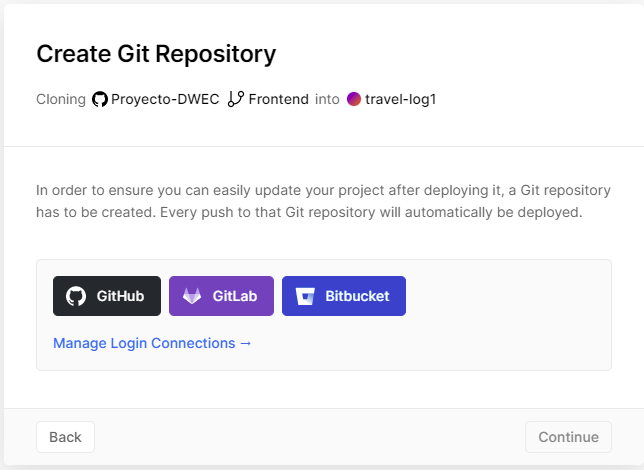 Create Git Repository
Cloning Proyecto-DWEC Frontend into travel-log1
In order to ensure you can easily update your project after deploying it, a Git repository
has to be created. Every push to that Git repository will automatically be deployed.
GitHub GitLab Bitbucket
Manage Login Connections →
Back Continue